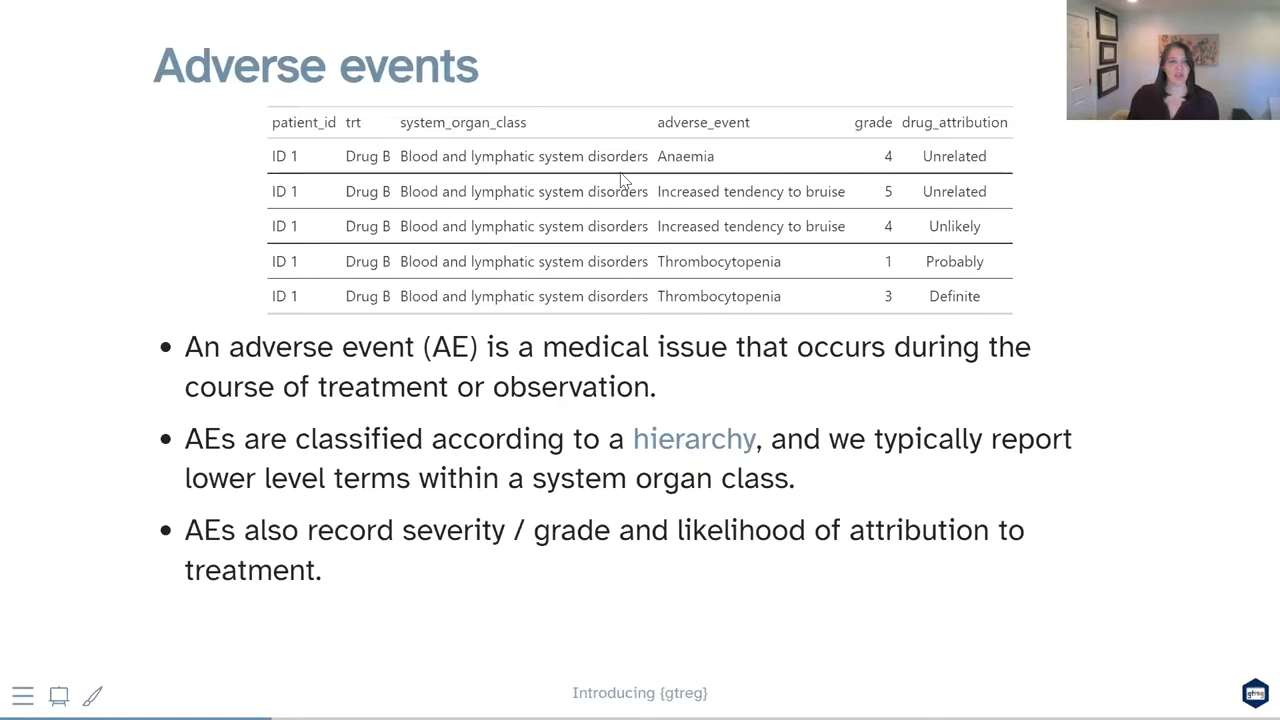 Adverse events
patient_id trt system_organ_class adverse_event grade drug_attribution
ID 1 Drug B Blood and lymphatic system disorders Anaemia 4 Unrelated
ID 1 Drug B Blood and lymphatic system disorders Increased tendency to bruise 5 Unrelated
ID 1 Drug B Blood and lymphatic system disorders Increased tendency to bruise 4 Unlikely
ID 1 Drug B Blood and lymphatic system disorders Thrombocytopenia 1 Probably
ID 1 Drug B Blood and lymphatic system disorders Thrombocytopenia 3 Definite
• An adverse event (AE) is a medical issue that occurs during the
course of treatment or observation.
• AEs are classified according to a hierarchy, and we typically report
lower level terms within a system organ class.
• AEs also record severity / grade and likelihood of attribution to
treatment.
Introducing {gtreg}
gtreg